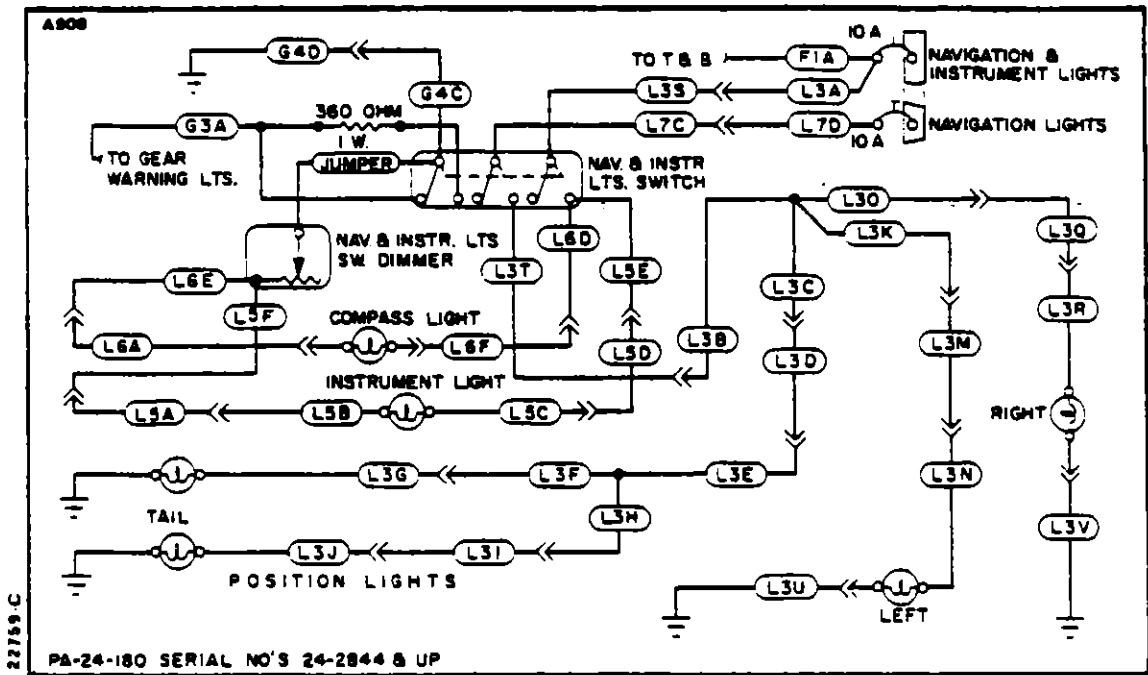 A908
G4D
TO T & B
F1A
10 A
NAVIGATION &
INSTRUMENT LIGHTS
G4C
L3S
L3A
360 OHM
1 W.
G3A
L7C
L7D
10 A
NAVIGATION LIGHTS
TO GEAR
WARNING LTS.
JUMPER
NAV. & INSTR
LTS. SWITCH
L3O
L3K
L3Q
NAV. & INSTR. LTS
SW. DIMMER
L6D
L3T
L5E
L6E
L3C
L3R
L5F
COMPASS LIGHT
L6A
L6F
L5D
L3B
L3M
L3D
INSTRUMENT LIGHT
L5A
L5B
L5C
RIGHT
L3G
L3F
L3E
L3N
TAIL
L3H
L3V
L3J
L3I
POSITION LIGHTS
L3U
LEFT
22759-C
PA-24-180 SERIAL NO'S 24-2844 & UP